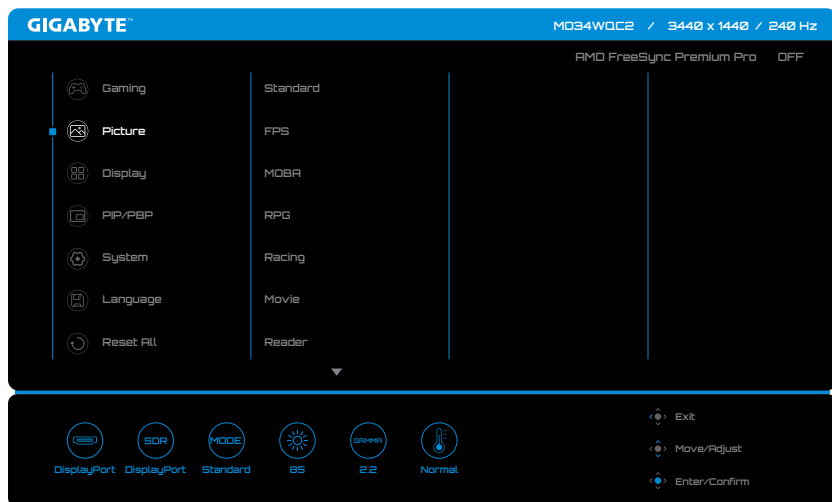 GIGABYTE™
MO34WQC2 / 3440 x 1440 / 240 Hz
AMD FreeSync Premium Pro OFF
Gaming Standard
Picture FPS
Display MOBA
PIP/PBP RPG
System Racing
Language Movie
Reset All Reader
Exit
SDR MODE GAMMA
Move/Adjust
DisplayPort DisplayPort Standard 85 2.2 Normal
Enter/Confirm